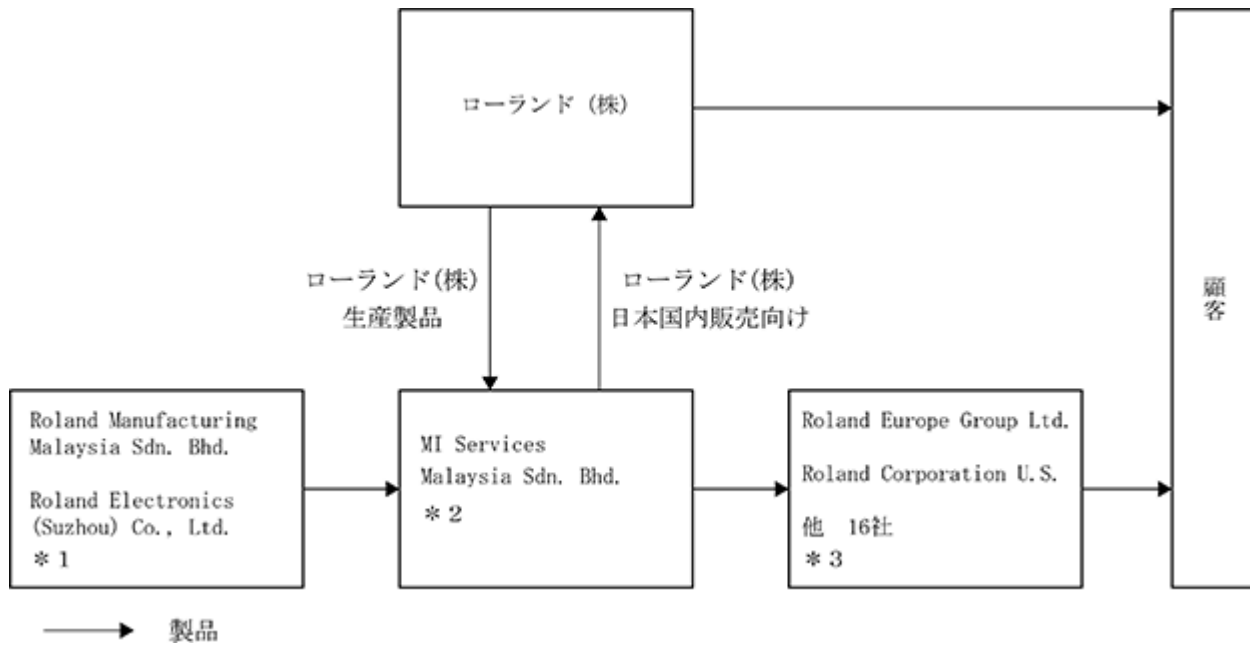 ローランド (株)
ローランド(株)
生産製品
ローランド(株)
日本国内販売向け
顧客
Roland Manufacturing
Malaysia Sdn. Bhd.
Roland Electronics
(Suzhou) Co., Ltd.
＊１
MI Services
Malaysia Sdn. Bhd.
＊２
Roland Europe Group Ltd.
Roland Corporation U.S.
他　16社
＊３
製品